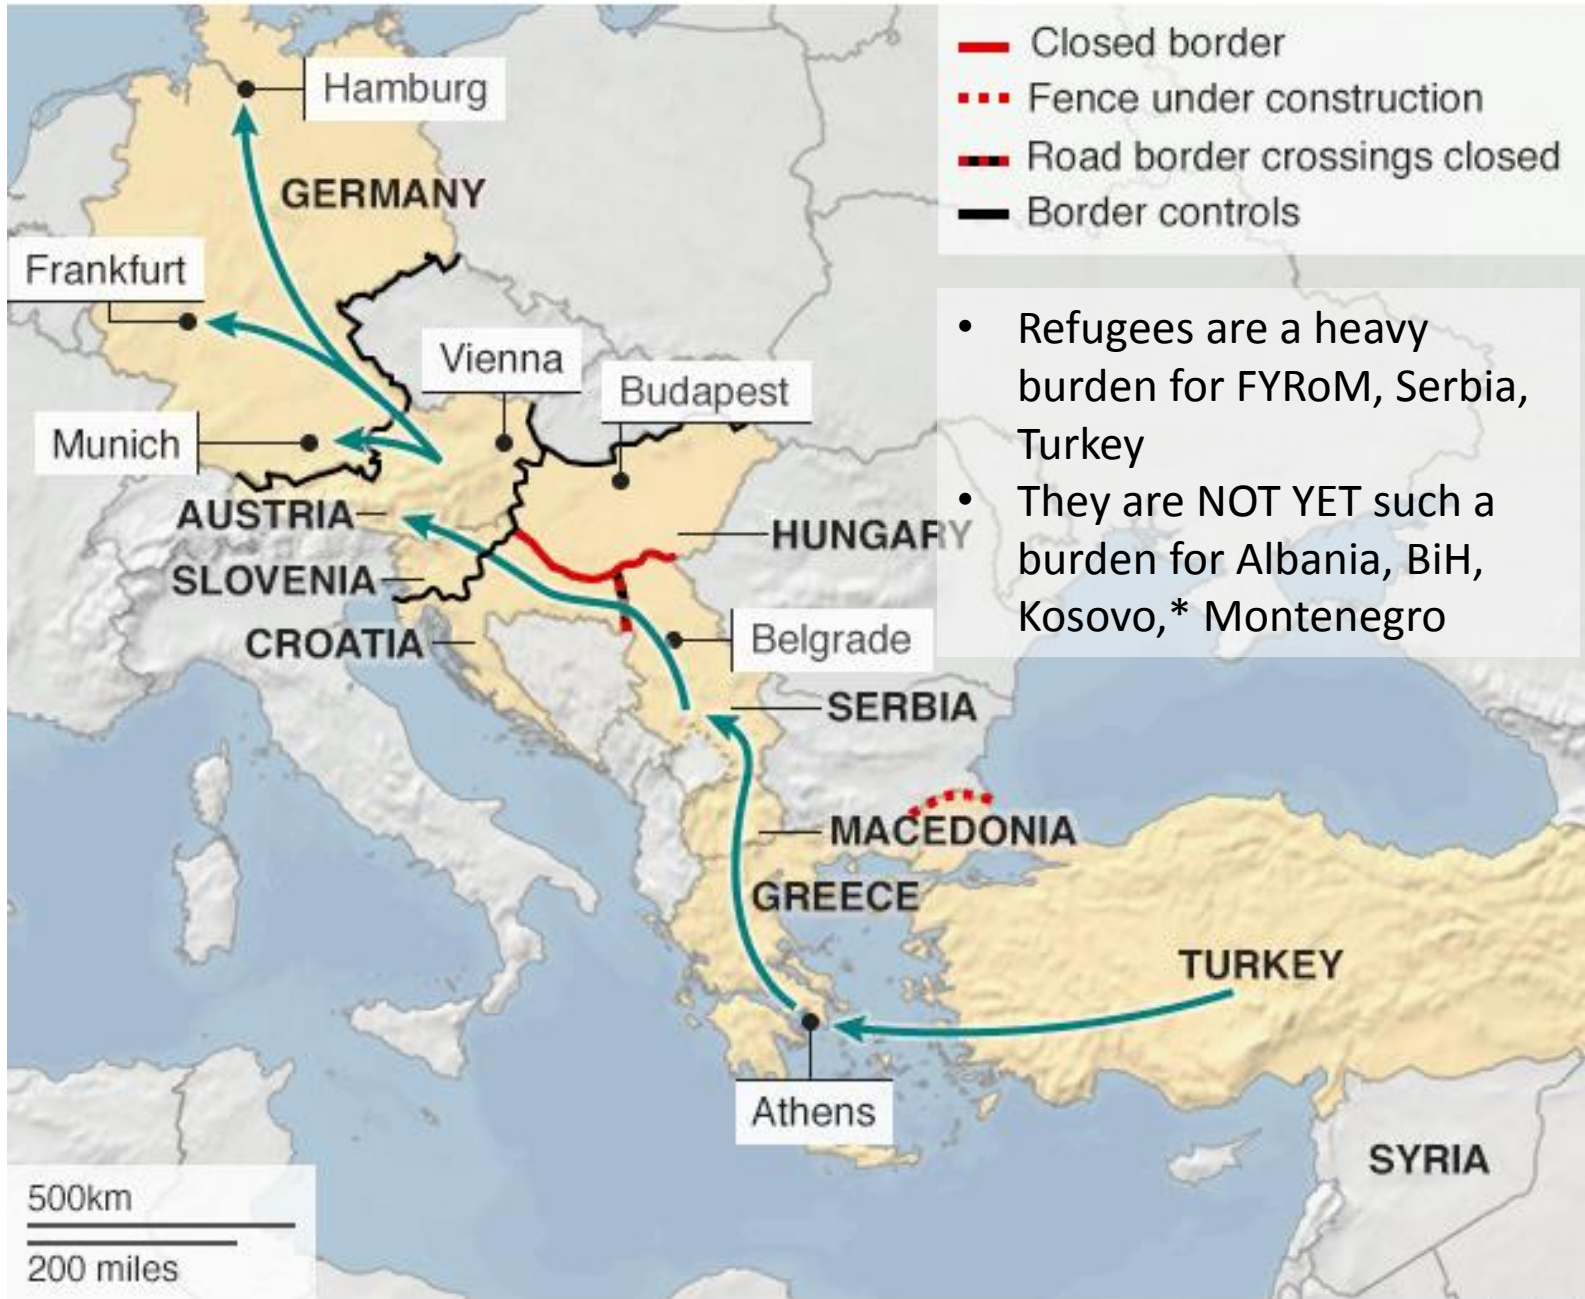 Closed border
Fence under construction
Road border crossings closed
Border controls
Hamburg
GERMANY
Frankfurt
Vienna
Budapest
Munich
AUSTRIA
HUNGARY
SLOVENIA
CROATIA
Belgrade
SERBIA
MACEDONIA
GREECE
TURKEY
Athens
SYRIA
• Refugees are a heavy
burden for FYRoM, Serbia,
Turkey
• They are NOT YET such a
burden for Albania, BiH,
Kosovo,* Montenegro
500km
200 miles